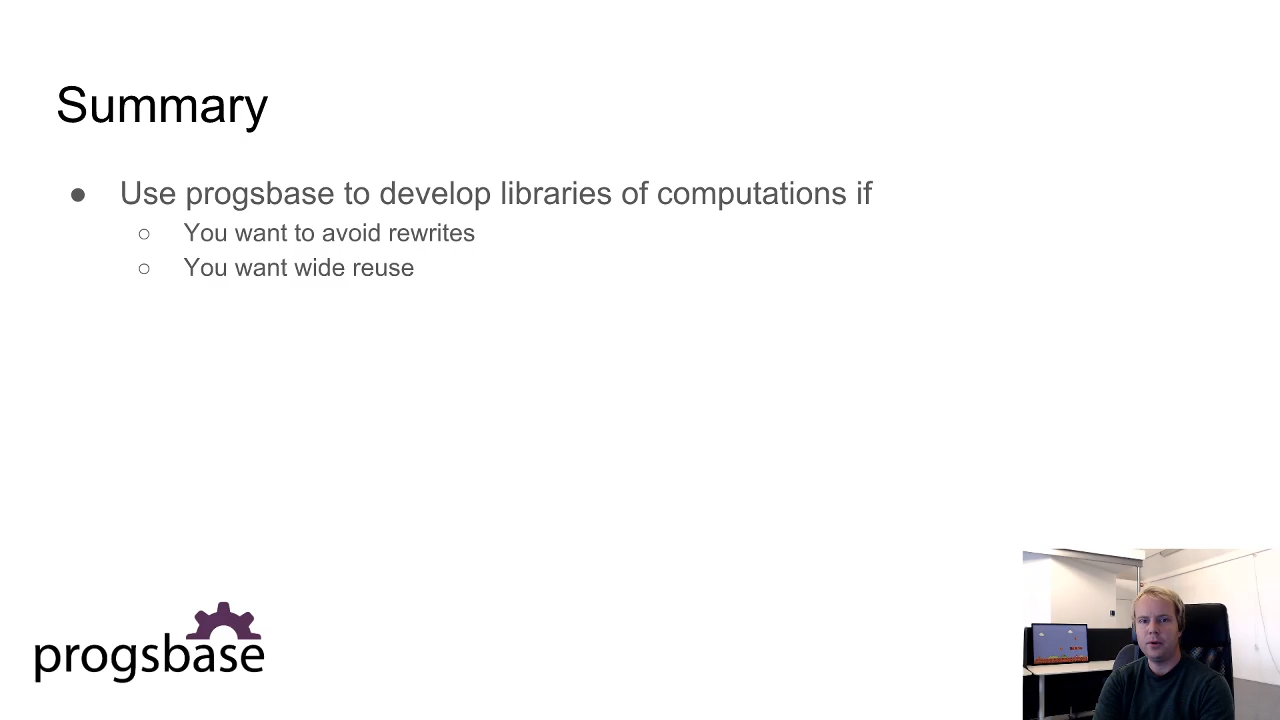 Summary
● Use progsbase to develop libraries of computations if
○ You want to avoid rewrites
○ You want wide reuse
progsbase